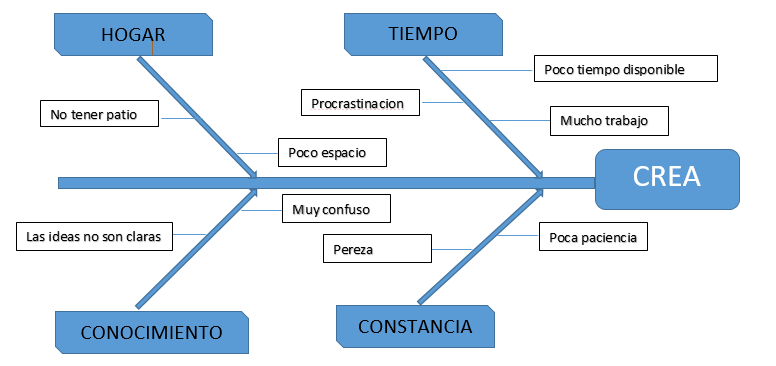 HOGAR
TIEMPO
Poco tiempo disponible
Procrastinacion
No tener patio
Mucho trabajo
Poco espacio
CREA
Muy confuso
Las ideas no son claras
Poca paciencia
Pereza
CONOCIMIENTO
CONSTANCIA